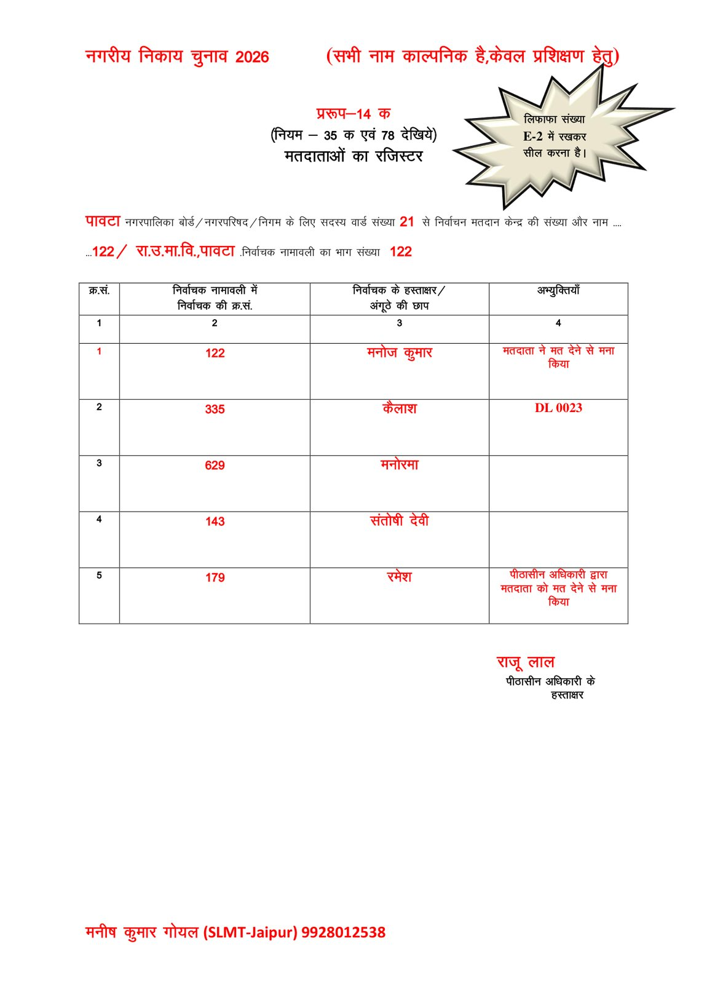 नगरीय निकाय चुनाव 2026 (सभी नाम काल्पनिक है,केवल प्रशिक्षण हेतु)
लिफाफा संख्या
E-2 में रखकर
सील करना है।
प्ररूप–14 क
(नियम – 35 क एवं 78 देखिये)
मतदाताओं का रजिस्टर
पावटा नगरपालिका बोर्ड/नगरपरिषद/निगम के लिए सदस्य वार्ड संख्या 21 से निर्वाचन मतदान केन्द्र की संख्या और नाम ....
...122/ रा.उ.मा.वि.,पावटा .निर्वाचक नामावली का भाग संख्या 122
क्र.सं. निर्वाचक नामावली में निर्वाचक के हस्ताक्षर/ अभ्युक्तियाँ
निर्वाचक की क्र.सं. अंगूठे की छाप
1 2 3 4
1 122 मनोज कुमार मतदाता ने मत देने से मना
किया
2 335 कैलाश DL 0023
3 629 मनोरमा
4 143 संतोषी देवी
5 179 रमेश पीठासीन अधिकारी द्वारा
मतदाता को मत देने से मना
किया
राजू लाल
पीठासीन अधिकारी के
हस्ताक्षर
मनीष कुमार गोयल (SLMT-Jaipur) 9928012538